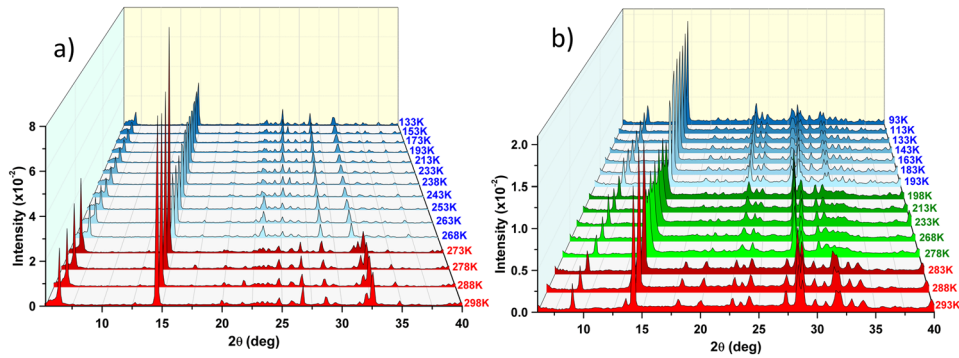 a)
Intensity (x10⁻²)
8
6
4
2
0
10 15 20 25 30 35 40
2θ (deg)
133K
153K
173K
193K
213K
233K
238K
243K
253K
263K
268K
273K
278K
288K
298K
b)
Intensity (x10⁻²)
2.0
1.5
1.0
0.5
0.0
10 15 20 25 30 35 40
2θ (deg)
93K
113K
133K
143K
163K
183K
193K
198K
213K
233K
268K
278K
283K
288K
293K